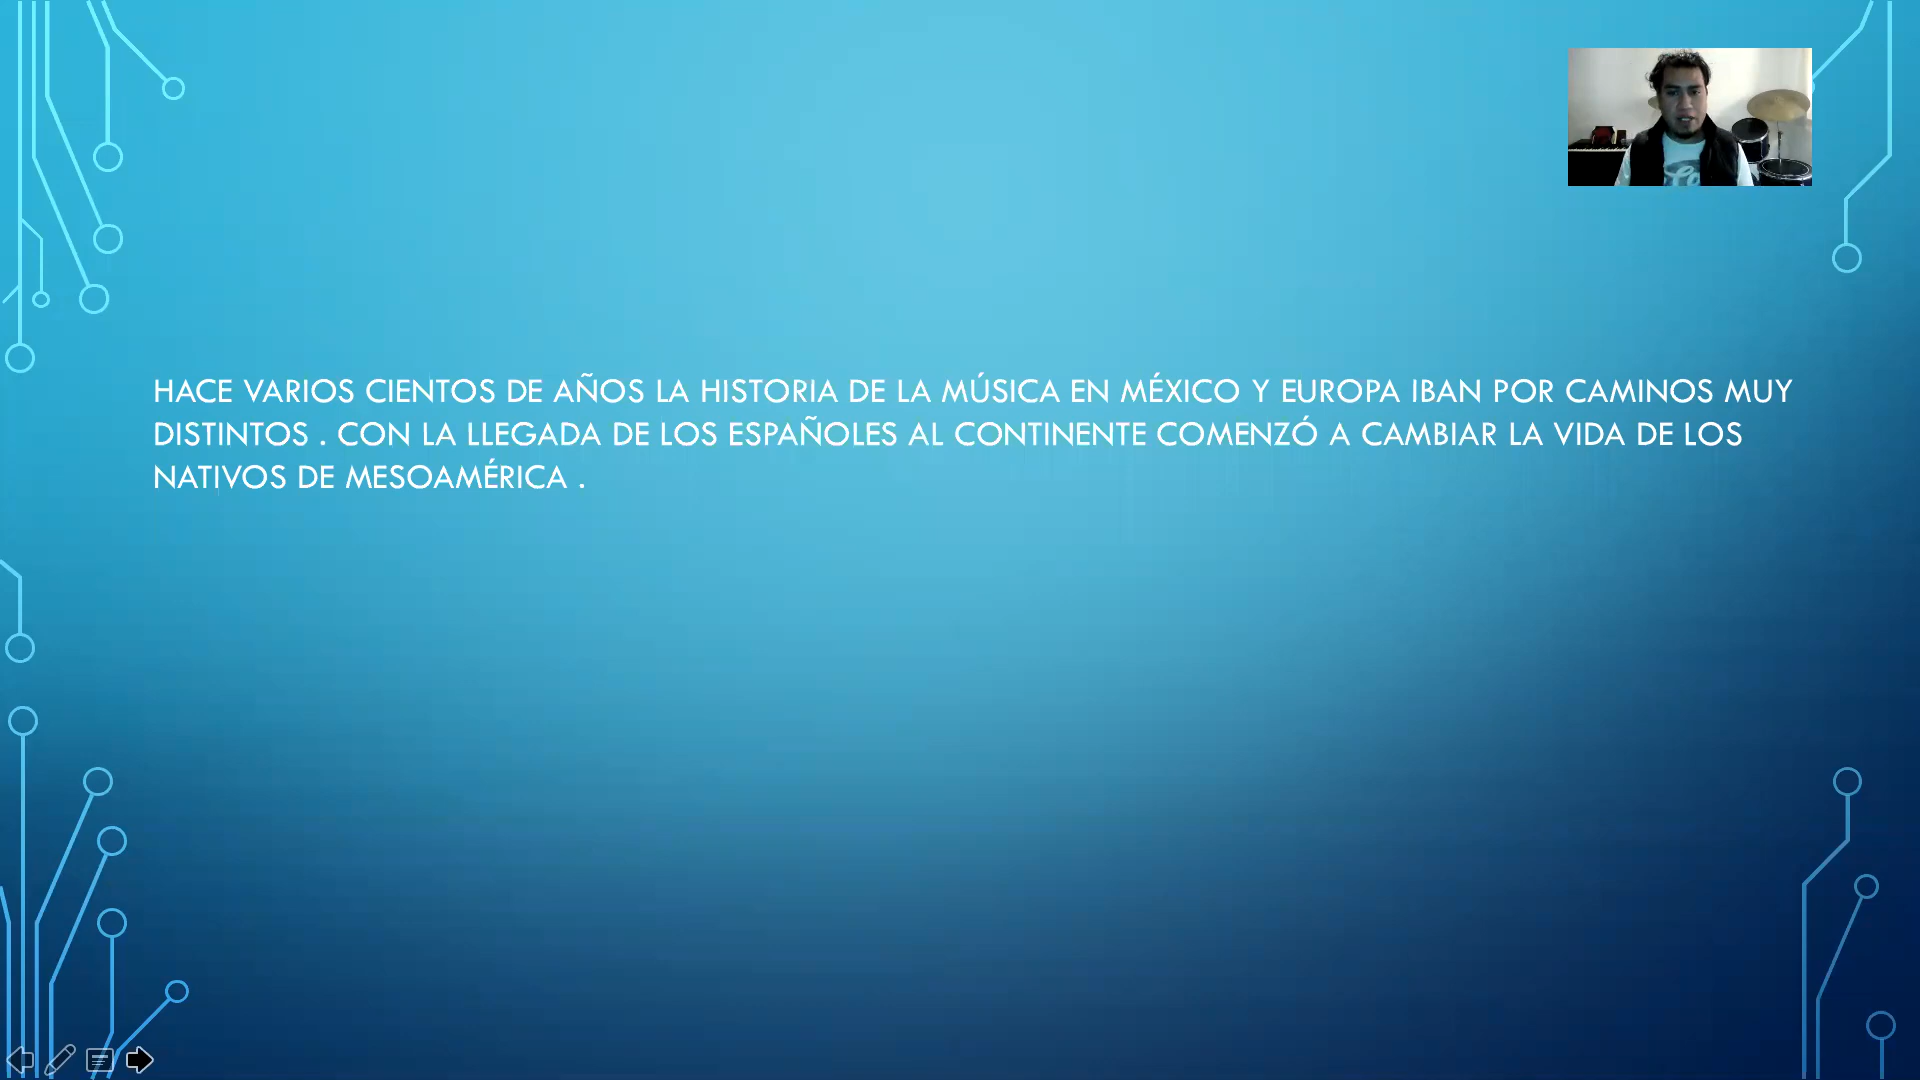 HACE VARIOS CIENTOS DE AÑOS LA HISTORIA DE LA MÚSICA EN MÉXICO Y EUROPA IBAN POR CAMINOS MUY
DISTINTOS . CON LA LLEGADA DE LOS ESPAÑOLES AL CONTINENTE COMENZÓ A CAMBIAR LA VIDA DE LOS
NATIVOS DE MESOAMÉRICA .